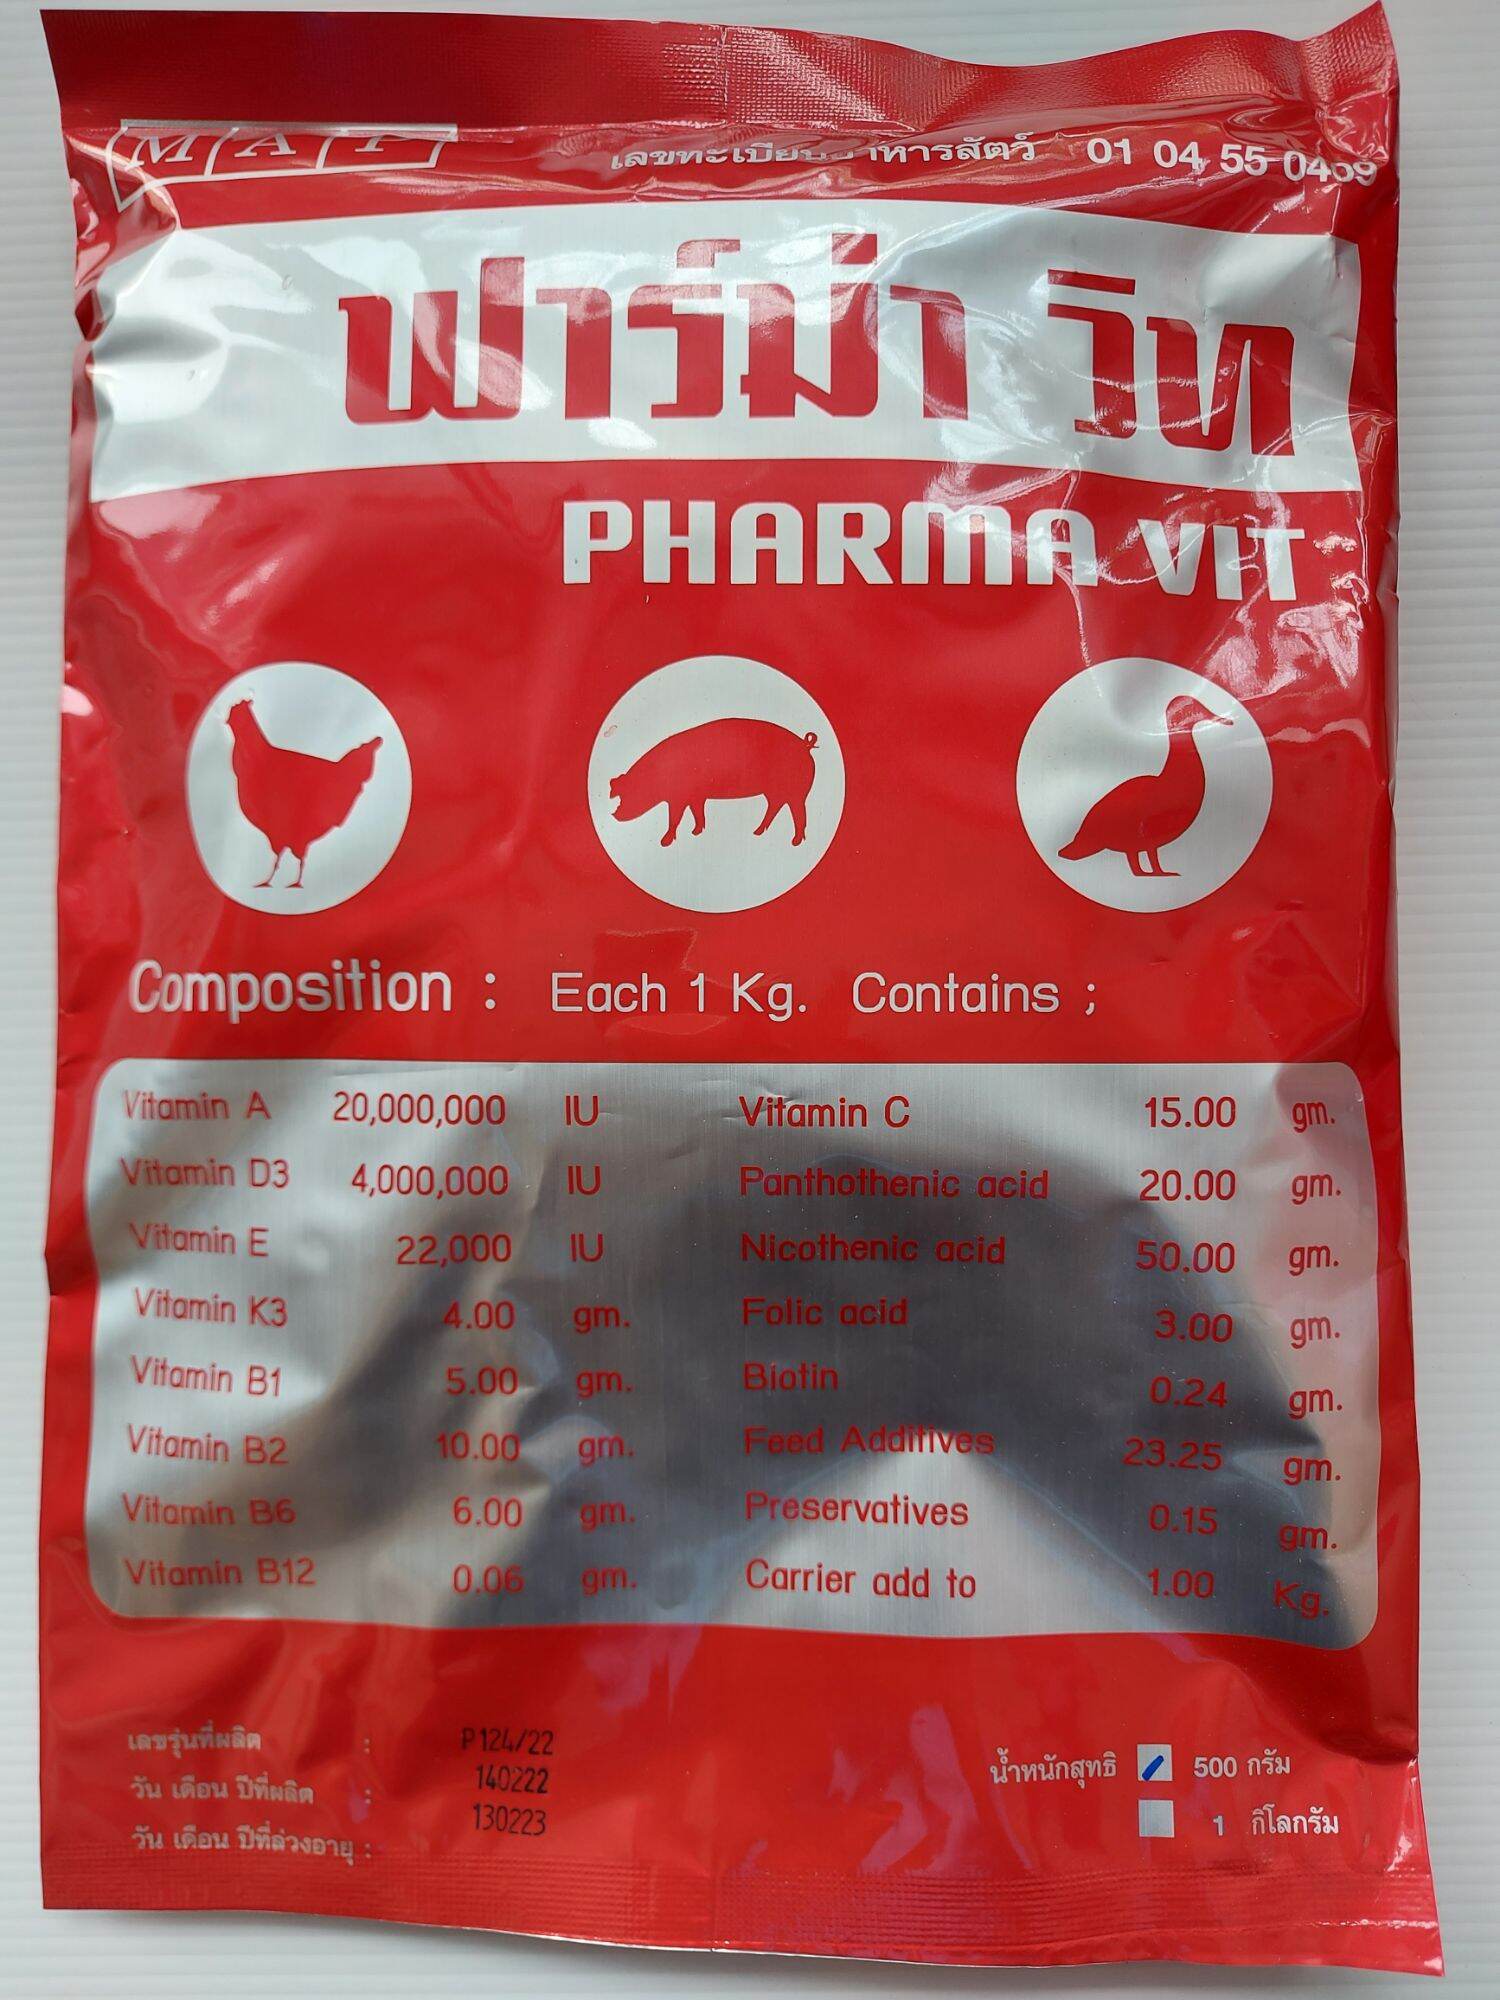 MAP
เลขทะเบียนอาหารสัตว์ 01 04 55 0469
ฟาร์ม่า วิท
PHARMA VIT
Composition : Each 1 Kg. Contains ;
Vitamin A 20,000,000 IU Vitamin C 15.00 gm.
Vitamin D3 4,000,000 IU Panthothenic acid 20.00 gm.
Vitamin E 22,000 IU Nicothenic acid 50.00 gm.
Vitamin K3 4.00 gm. Folic acid 3.00 gm.
Vitamin B1 5.00 gm. Biotin 0.24 gm.
Vitamin B2 10.00 gm. Feed Additives 23.25 gm.
Vitamin B6 6.00 gm. Preservatives 0.15 gm.
Vitamin B12 0.06 gm. Carrier add to 1.00 Kg.
เลขรุ่นที่ผลิต : P124/22
วัน เดือน ปีที่ผลิต : 140222
วัน เดือน ปีที่ล่วงอายุ : 130223
น้ำหนักสุทธิ 500 กรัม
1 กิโลกรัม